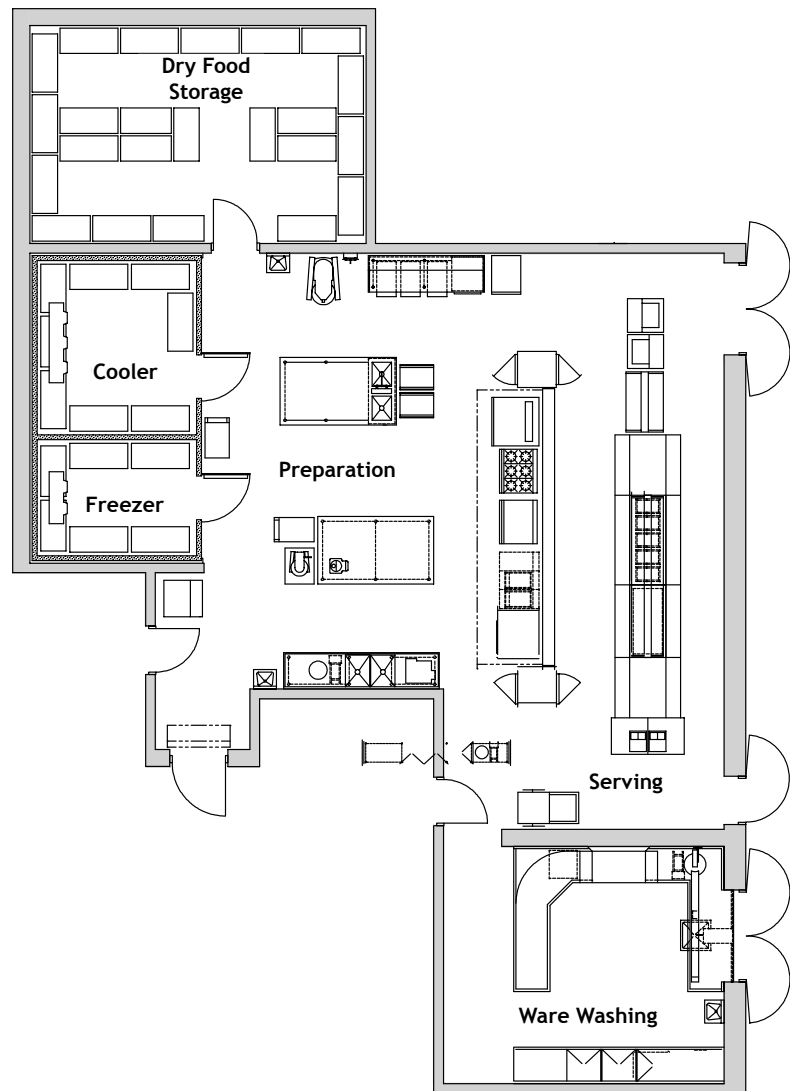 Dry Food
Storage
Cooler
Preparation
Freezer
Serving
Ware Washing